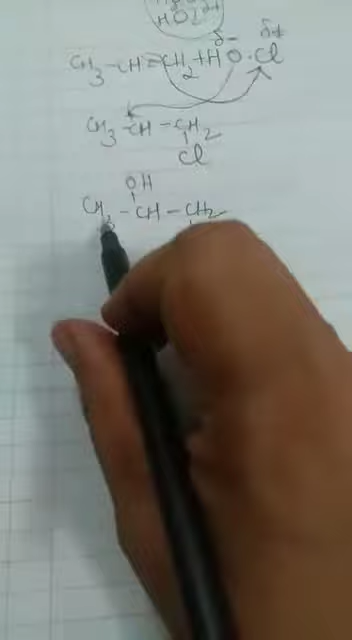 HOCl
δ- δ+
CH3-CH=CH2+HO·Cl
CH3-CH-CH2
Cl
OH
CH3-CH-CH2